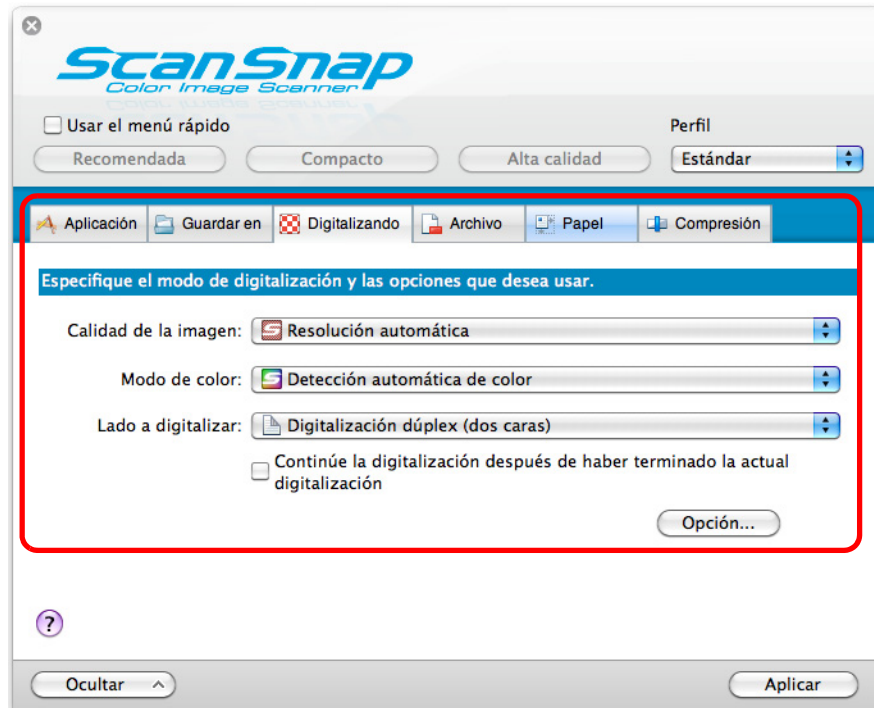 ScanSnap
Color Image Scanner
Usar el menú rápido
Perfil
Recomendada
Compacto
Alta calidad
Estándar
Aplicación
Guardar en
Digitalizando
Archivo
Papel
Compresión
Especifique el modo de digitalización y las opciones que desea usar.
Calidad de la imagen: Resolución automática
Modo de color: Detección automática de color
Lado a digitalizar: Digitalización dúplex (dos caras)
Continúe la digitalización después de haber terminado la actual
digitalización
Opción...
?
Ocultar
Aplicar